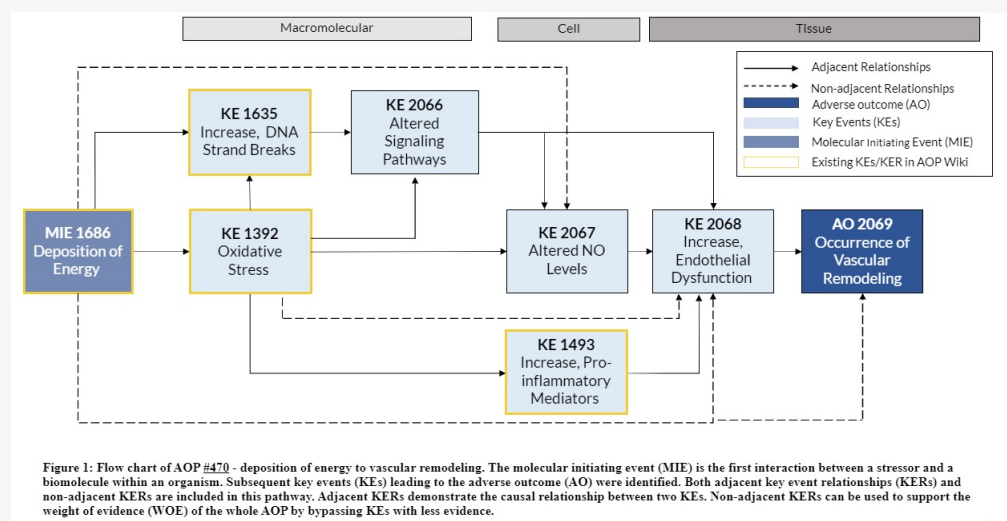 Macromolecular
Cell
Tissue
Adjacent Relationships
Non-adjacent Relationships
Adverse outcome (AO)
Key Events (KEs)
Molecular Initiating Event (MIE)
Existing KEs/KER in AOP Wiki
KE 1635
Increase, DNA
Strand Breaks
KE 2066
Altered
Signaling
Pathways
MIE 1686
Deposition of
Energy
KE 1392
Oxidative
Stress
KE 2067
Altered NO
Levels
KE 2068
Increase,
Endothelial
Dysfunction
AO 2069
Occurrence of
Vascular
Remodeling
KE 1493
Increase, Pro-
inflammatory
Mediators
Figure 1: Flow chart of AOP #470 - deposition of energy to vascular remodeling. The molecular initiating event (MIE) is the first interaction between a stressor and a
biomolecule within an organism. Subsequent key events (KEs) leading to the adverse outcome (AO) were identified. Both adjacent key event relationships (KERs) and
non-adjacent KERs are included in this pathway. Adjacent KERs demonstrate the causal relationship between two KEs. Non-adjacent KERs can be used to support the
weight of evidence (WOE) of the whole AOP by bypassing KEs with less evidence.